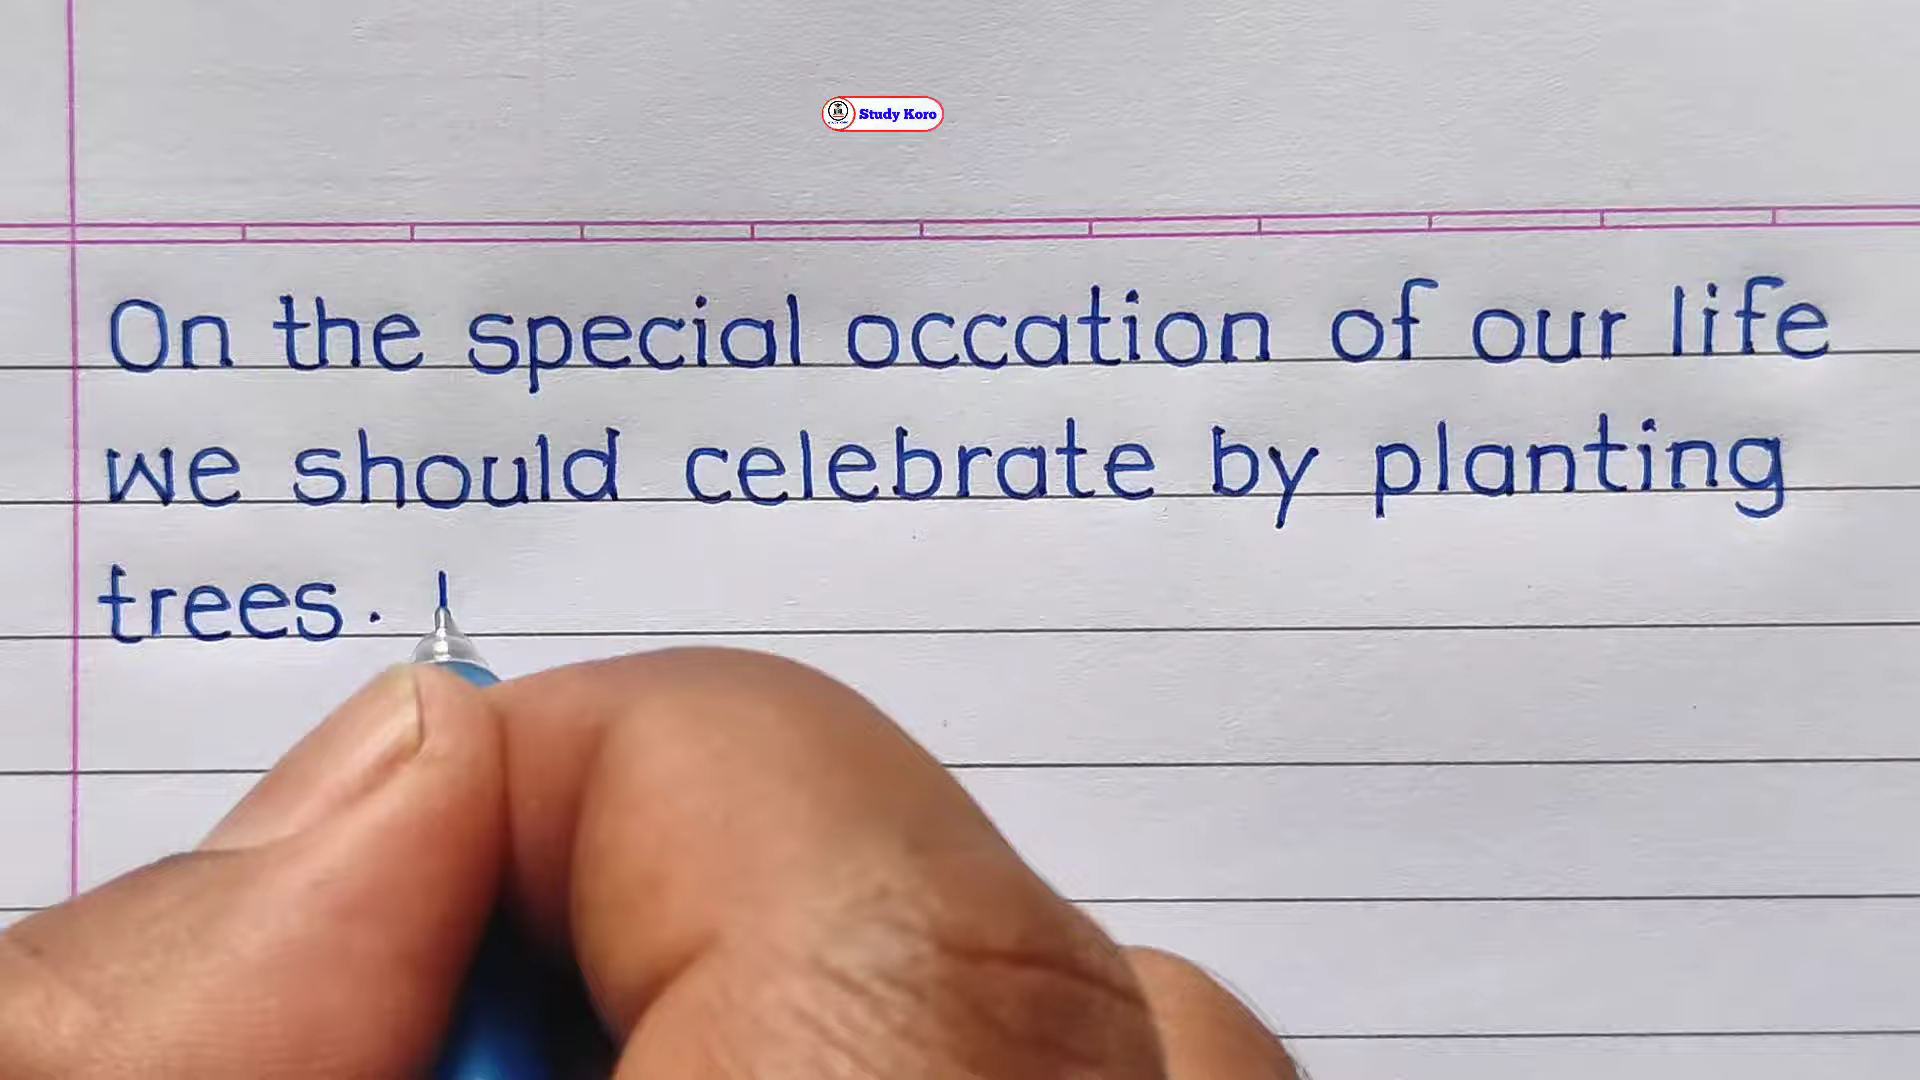 Study Koro
On the special occation of our life
we should celebrate by planting
trees.